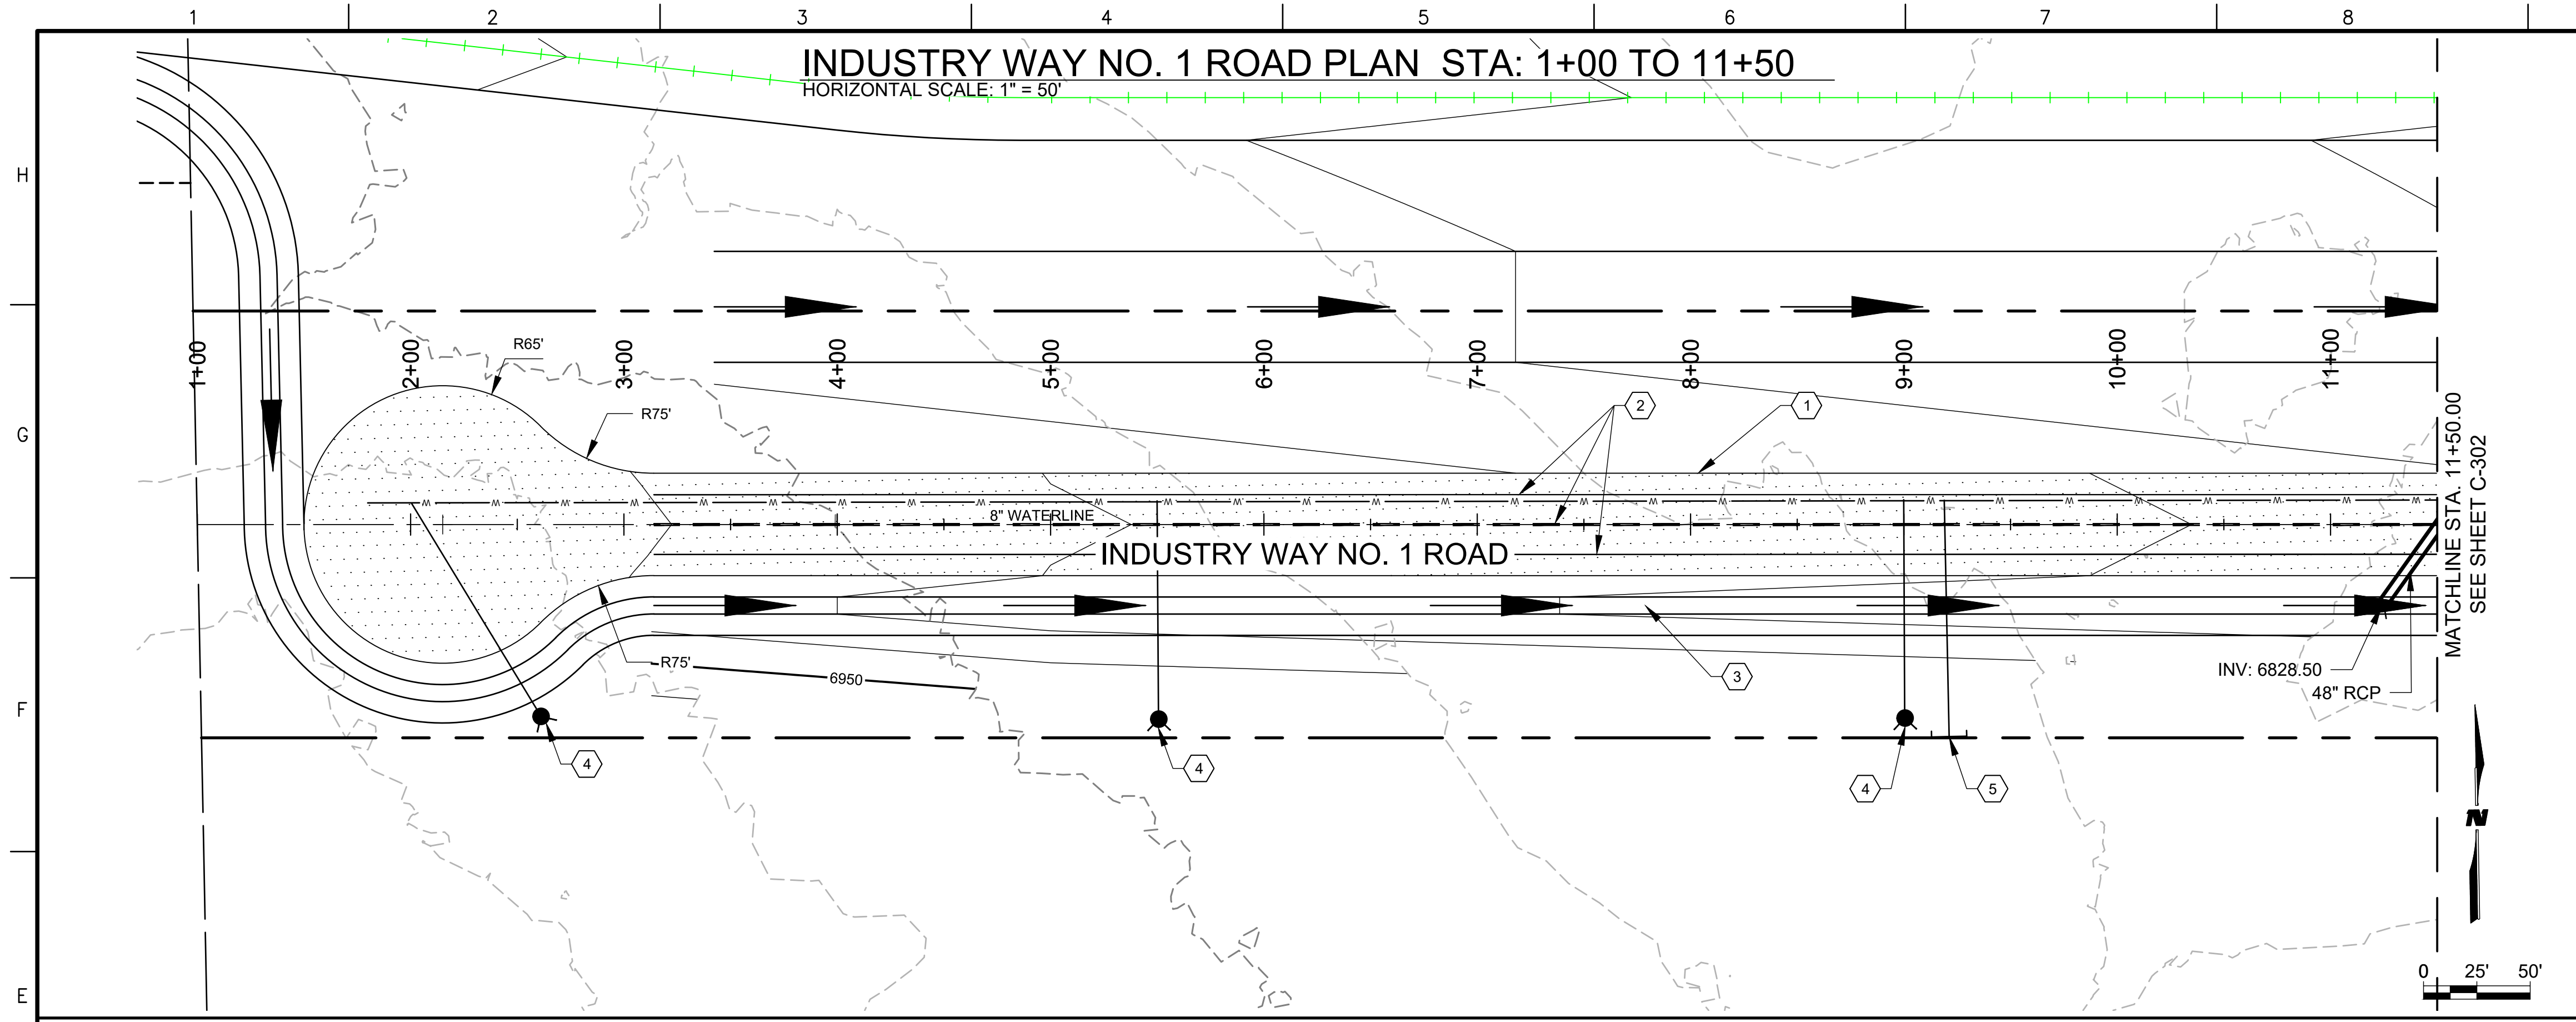 1 2 3 4 5 6 7 8
INDUSTRY WAY NO. 1 ROAD PLAN STA: 1+00 TO 11+50
HORIZONTAL SCALE: 1" = 50'
H
1+00 2+00 3+00 4+00 5+00 6+00 7+00 8+00 9+00 10+00 11+00
R65'
R75'
2
1
G
MATCHLINE STA. 11+50.00
SEE SHEET C-302
W W W W W W W W W W W W W W W W W W W W W W W W W W W W W W
8" WATERLINE
INDUSTRY WAY NO. 1 ROAD
R75'
6950
3
INV: 6828.50
48" RCP
F
4
4
4
5
N
E
0 25' 50'